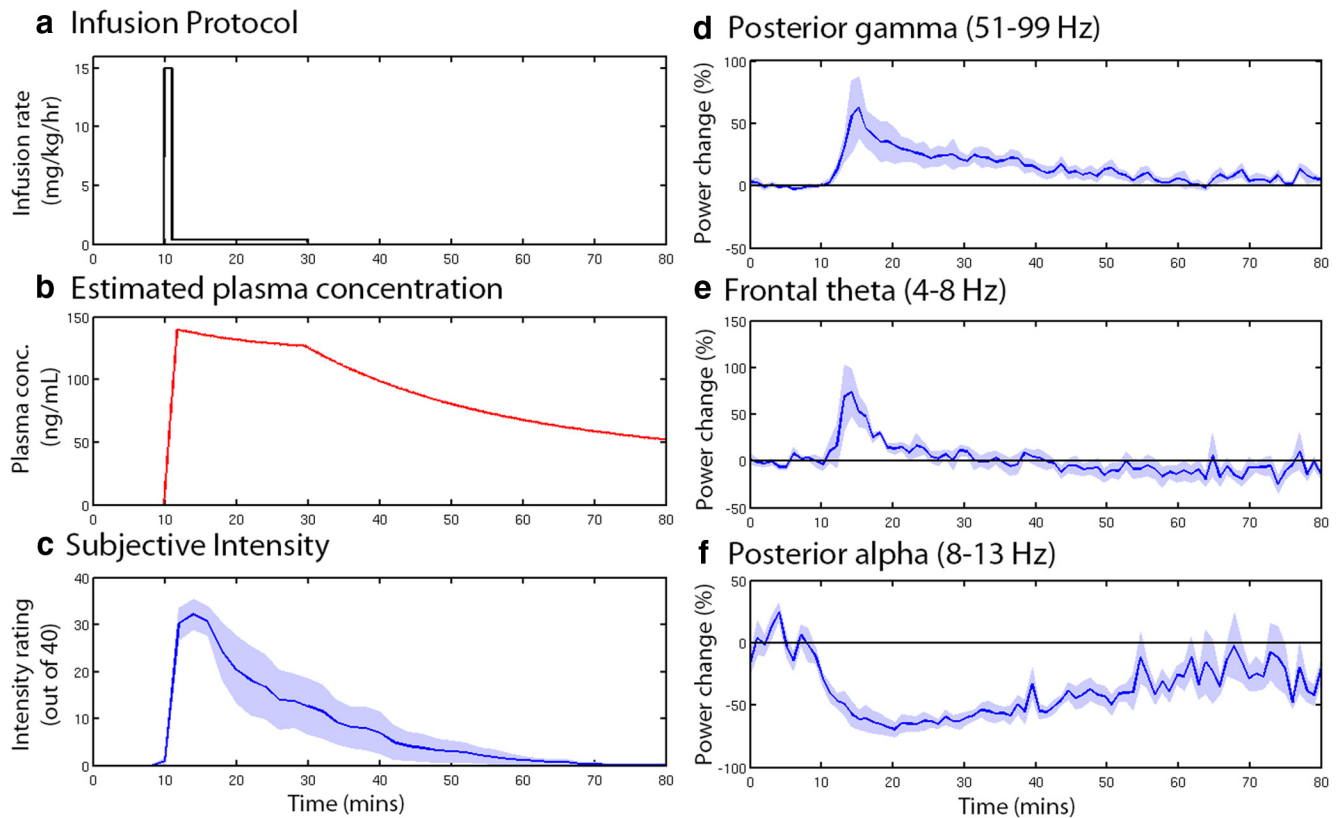 a Infusion Protocol
Infusion rate
(mg/kg/hr)
15
10
5
0
0 10 20 30 40 50 60 70 80
b Estimated plasma concentration
Plasma conc.
(ng/mL)
150
100
50
0
0 10 20 30 40 50 60 70 80
c Subjective Intensity
Intensity rating
(out of 40)
40
30
20
10
0
0 10 20 30 40 50 60 70 80
Time (mins)
d Posterior gamma (51-99 Hz)
Power change (%)
100
50
0
-50
0 10 20 30 40 50 60 70 80
e Frontal theta (4-8 Hz)
Power change (%)
150
100
50
0
-50
0 10 20 30 40 50 60 70 80
f Posterior alpha (8-13 Hz)
Power change (%)
50
0
-50
-100
0 10 20 30 40 50 60 70 80
Time (mins)